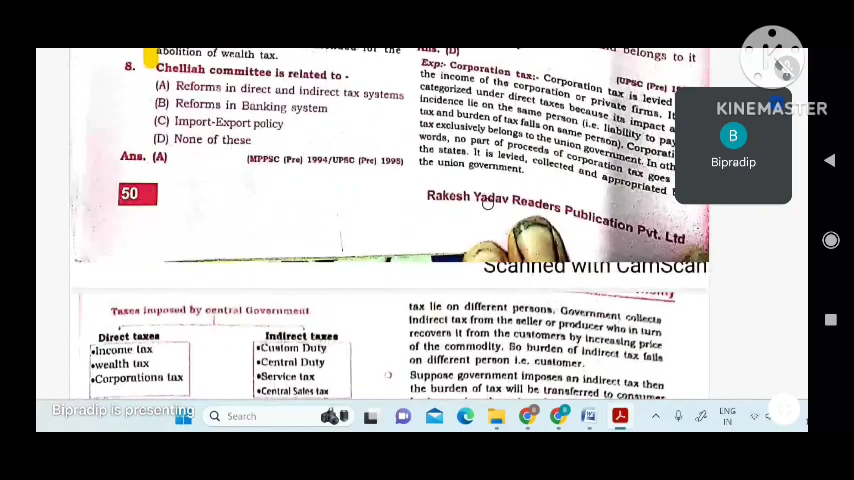 abolition of wealth tax.
8. Chelliah committee is related to -
(A) Reforms in direct and indirect tax systems
(B) Reforms in Banking system
(C) Import-Export policy
(D) None of these
Ans. (A) (MPPSC (Pre) 1994/UPSC (Pre) 1995)
50
belongs to it
Ans. (D)
(UPSC (Pre)
Exp:- Corporation tax:- Corporation tax is levied
the income of the corporation or private firms. It
categorized under direct taxes because its impact
incidence lie on the same person (i.e. liability to pay
tax and burden of tax falls on same person). Corporati
tax exclusively belongs to the union government. In oth
words, no part of proceeds of corporation tax goes
the states. It is levied, collected and appropriated
the union government.
Rakesh Yadav Readers Publication Pvt. Ltd
Scanned with CamScan
Taxes imposed by central Government
Direct taxes
•Income tax
•wealth tax
•Corporations tax
Indirect taxes
•Custom Duty
•Central Duty
•Service tax
•Central Sales tax
tax lie on different persons. Government collects
Indirect tax from the seller or producer who in turn
recovers it from the customers by increasing price
of the commodity. So burden of indirect tax falls
on different person i.e. customer.
Suppose government imposes an indirect tax then
the burden of tax will be transferred to consumer
KINEMASTER
B
Bipradip
Bipradip is presenting
Search
ENG
IN